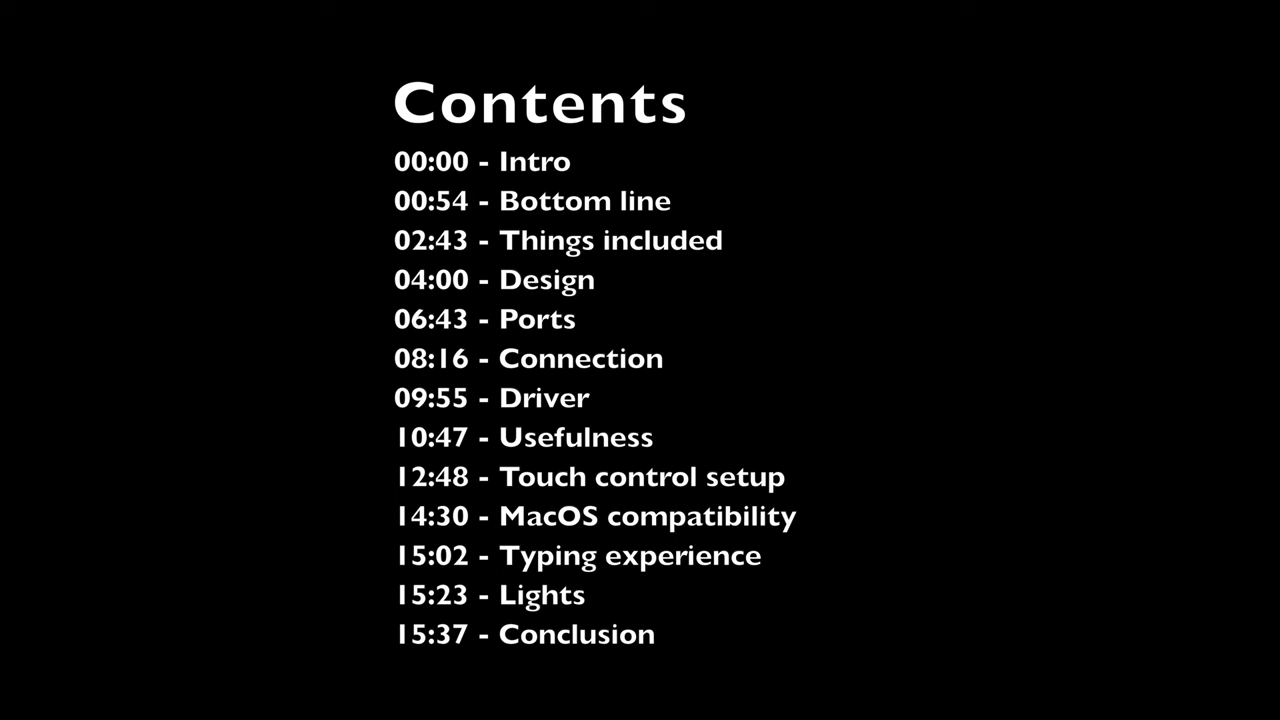 Contents
00:00 - Intro
00:54 - Bottom line
02:43 - Things included
04:00 - Design
06:43 - Ports
08:16 - Connection
09:55 - Driver
10:47 - Usefulness
12:48 - Touch control setup
14:30 - MacOS compatibility
15:02 - Typing experience
15:23 - Lights
15:37 - Conclusion